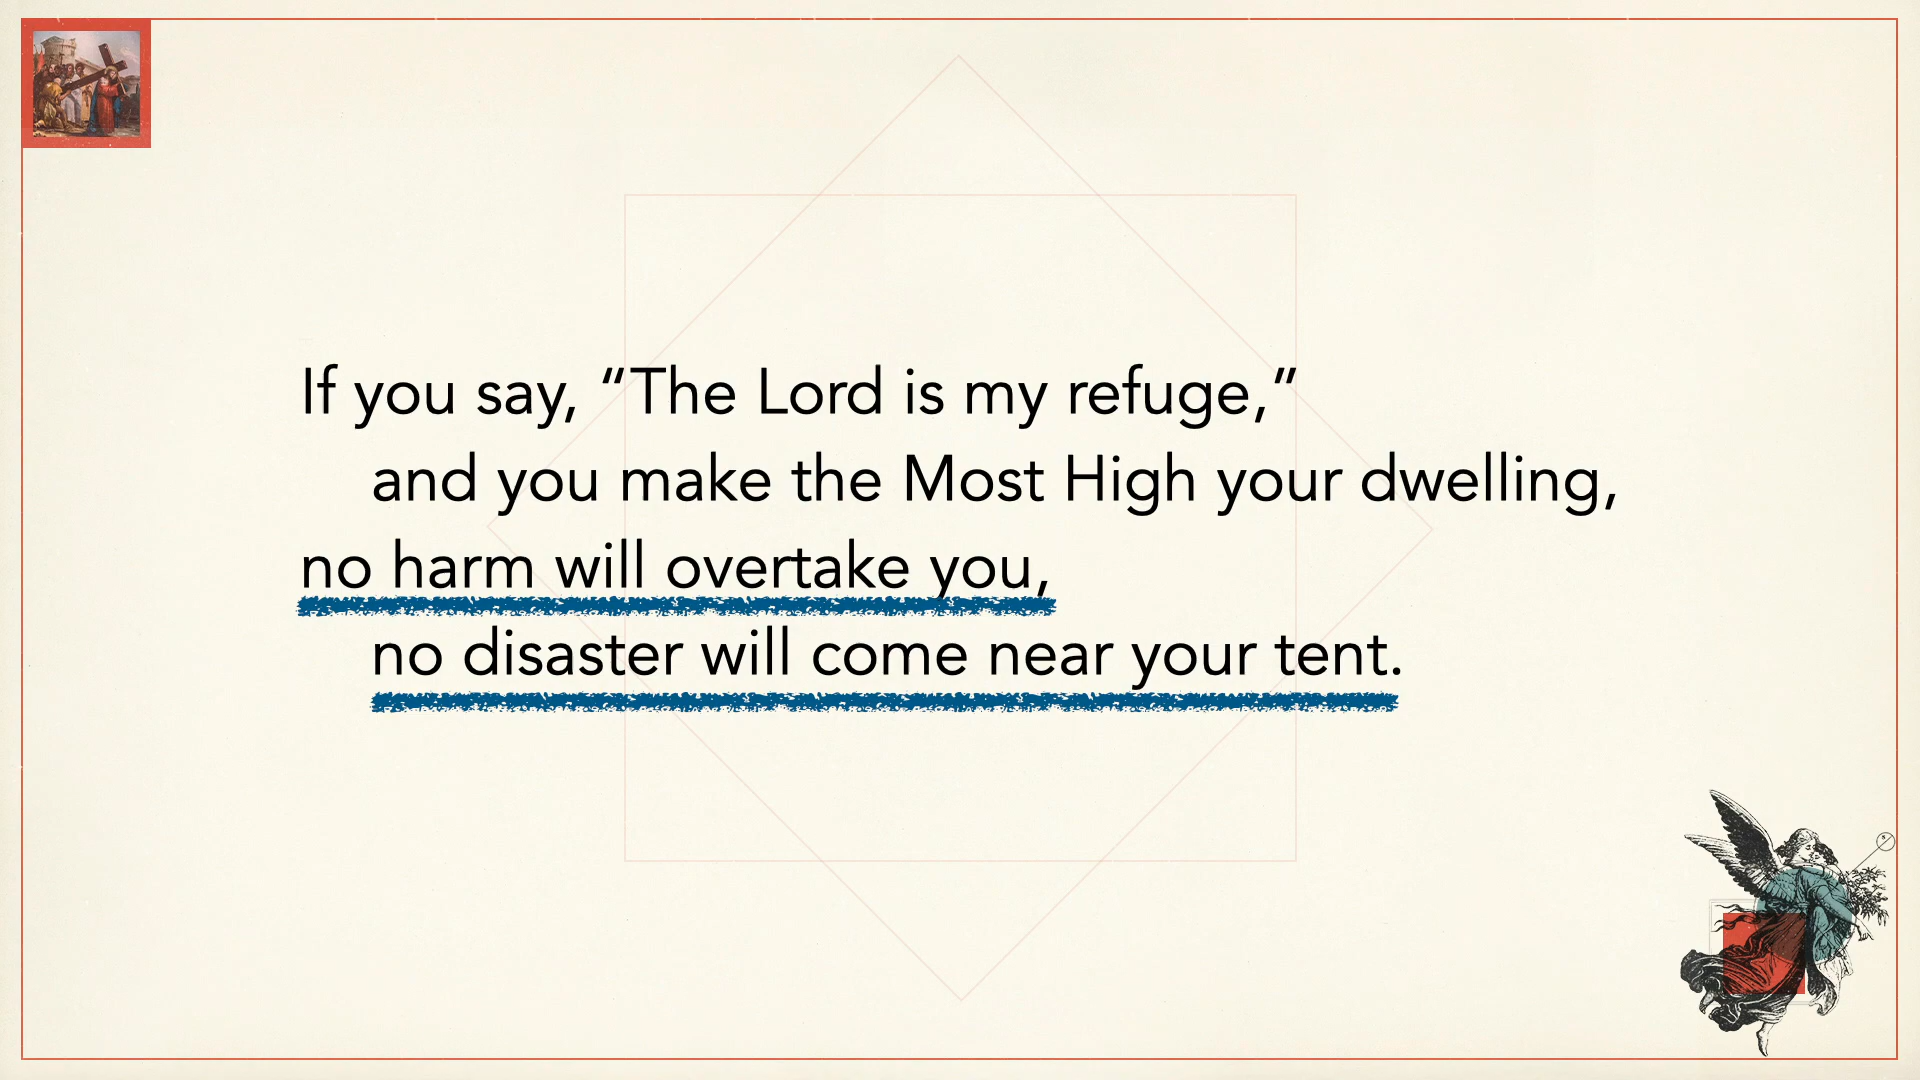 If you say, “The Lord is my refuge,”
and you make the Most High your dwelling,
no harm will overtake you,
no disaster will come near your tent.